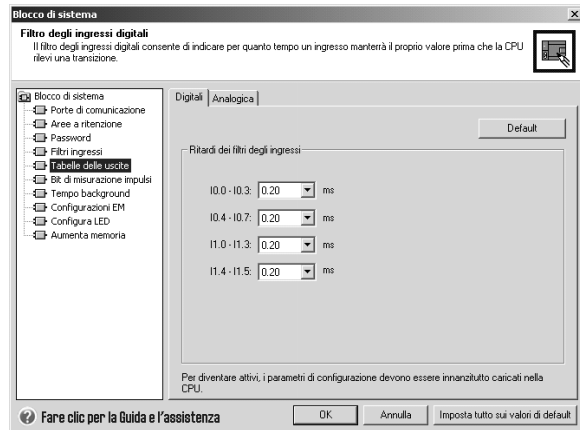 Blocco di sistema
Filtro degli ingressi digitali
Il filtro degli ingressi digitali consente di indicare per quanto tempo un ingresso manterrà il proprio valore prima che la CPU
rilevi una transizione.
Blocco di sistema
Porte di comunicazione
Aree a ritenzione
Password
Filtri ingressi
Tabelle delle uscite
Bit di misurazione impulsi
Tempo background
Configurazioni EM
Configura LED
Aumenta memoria
Digitali Analogica
Default
Ritardi dei filtri degli ingressi
I0.0 - I0.3: 0.20 ms
I0.4 - I0.7: 0.20 ms
I1.0 - I1.3: 0.20 ms
I1.4 - I1.5: 0.20 ms
Per diventare attivi, i parametri di configurazione devono essere innanzitutto caricati nella
CPU.
Fare clic per la Guida e l'assistenza
OK Annulla Imposta tutto sui valori di default